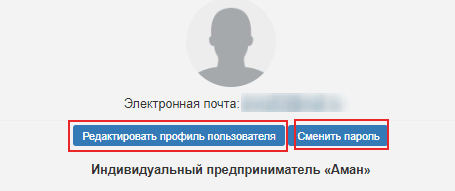 Электронная почта:
Редактировать профиль пользователя Сменить пароль
Индивидуальный предприниматель «Аман»